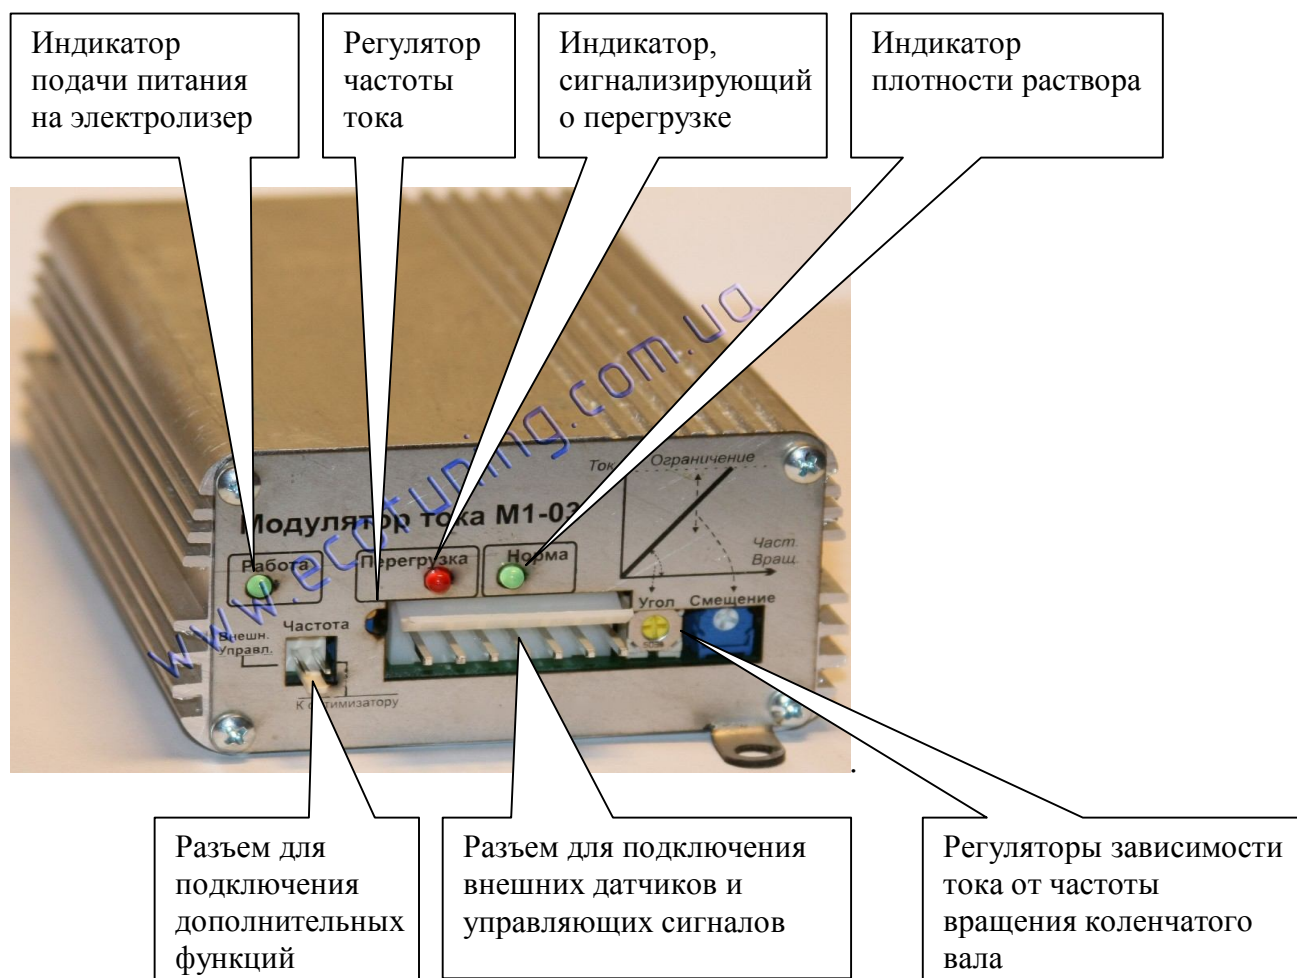 Индикатор
подачи питания
на электролизер
Регулятор
частоты
тока
Индикатор,
сигнализирующий
о перегрузке
Индикатор
плотности раствора
www.ecotuning.com.ua
Ток Ограничение
Модулятор тока М1-03
Част.
Вращ.
Работа
Перегрузка
Норма
Угол Смещение
Внешн.
Управл.
Частота
К оптимизатору
Разъем для
подключения
дополнительных
функций
Разъем для подключения
внешних датчиков и
управляющих сигналов
Регуляторы зависимости
тока от частоты
вращения коленчатого
вала